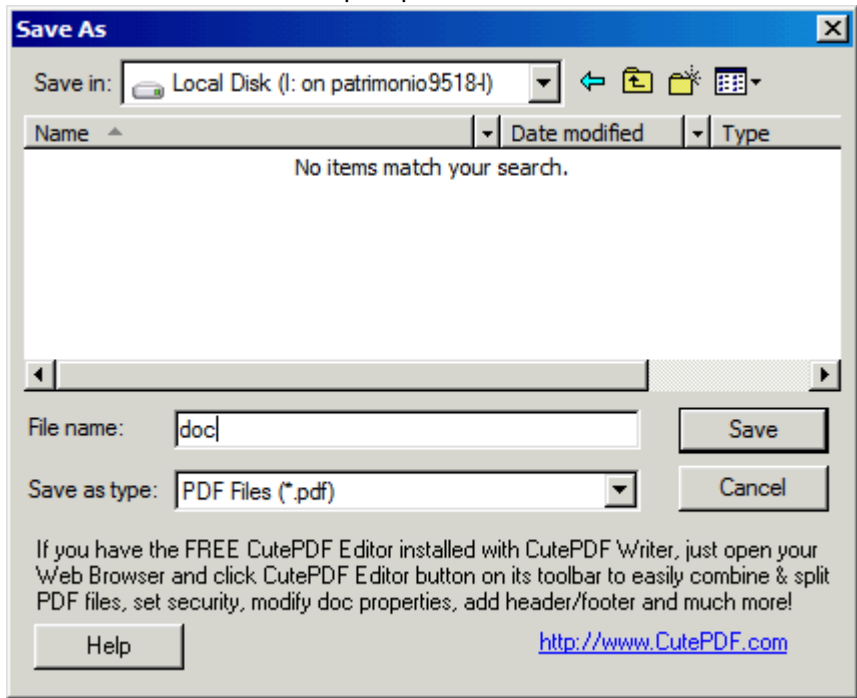 Save As
Save in: Local Disk (I: on patrimonio9518-I)
Name Date modified Type
No items match your search.
File name: doc Save
Save as type: PDF Files (*.pdf) Cancel
If you have the FREE CutePDF Editor installed with CutePDF Writer, just open your
Web Browser and click CutePDF Editor button on its toolbar to easily combine & split
PDF files, set security, modify doc properties, add header/footer and much more!
Help http://www.CutePDF.com